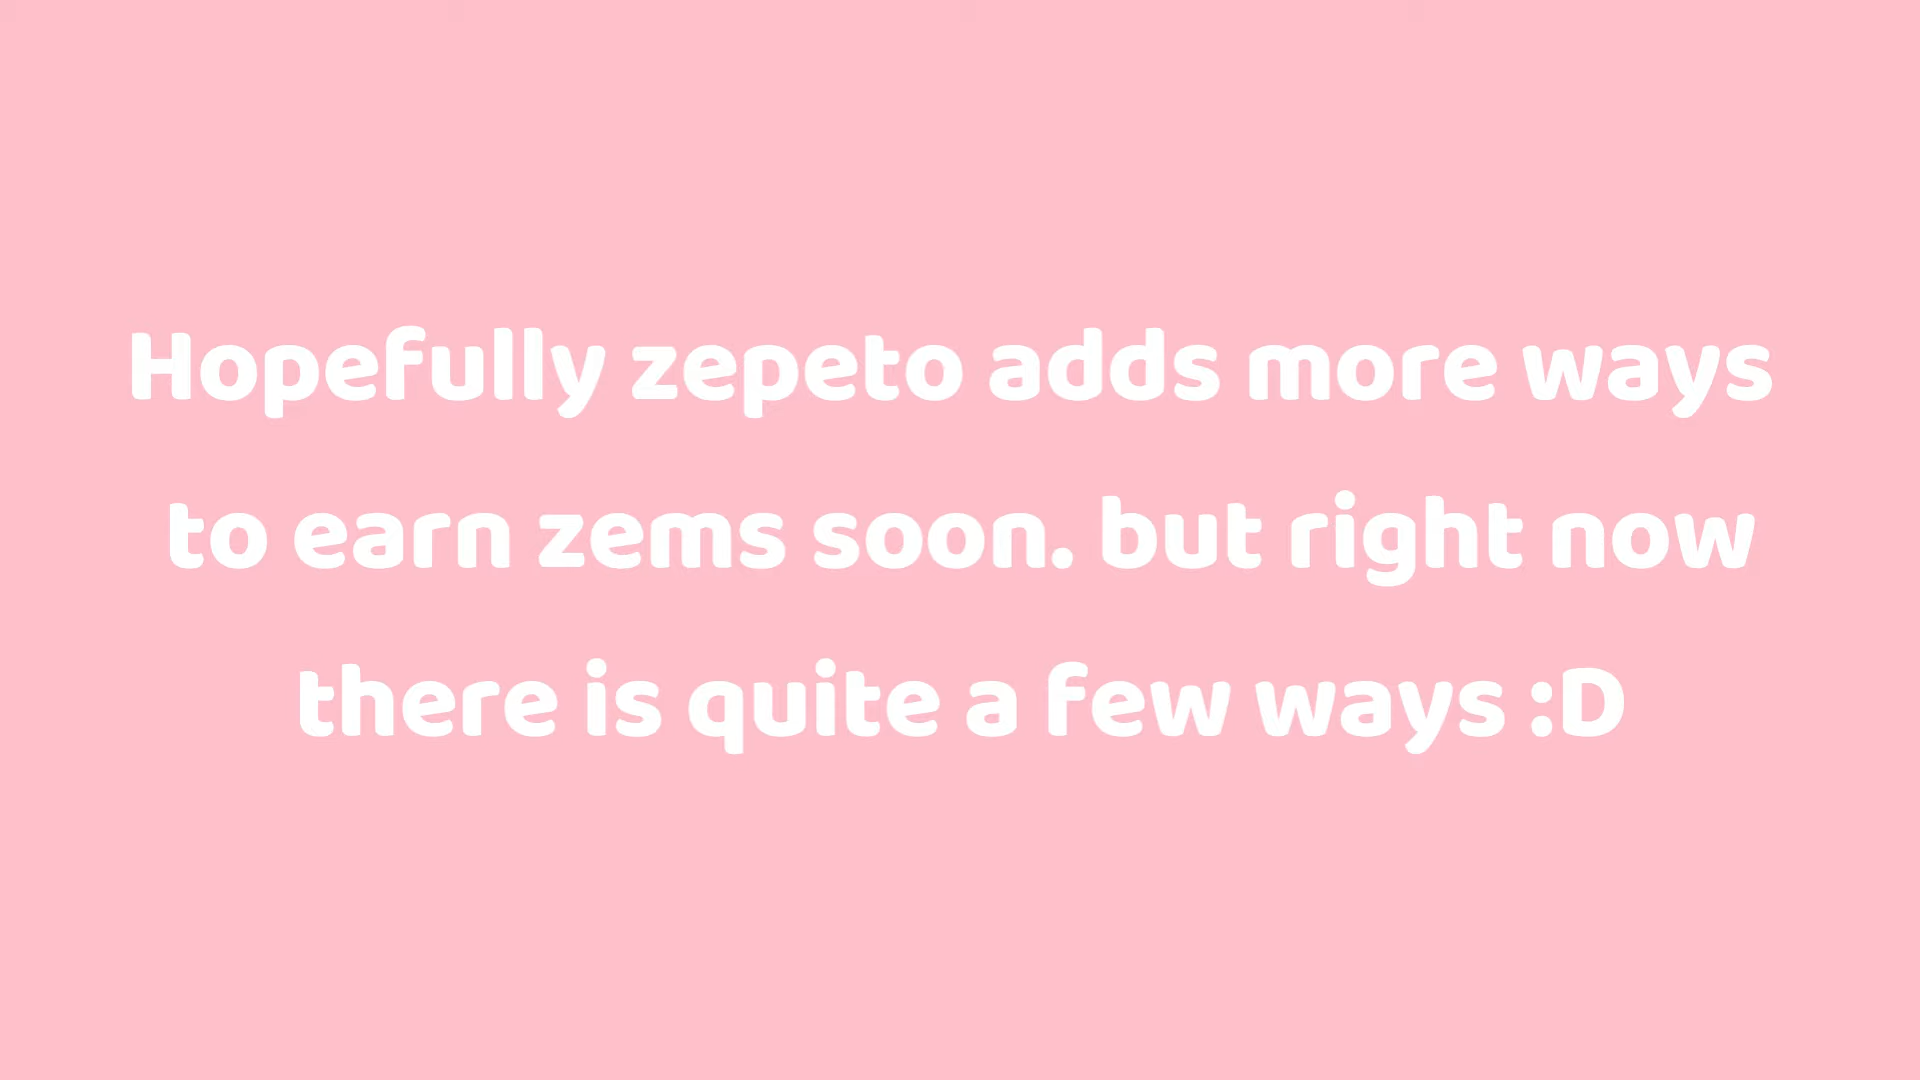 Hopefully zepeto adds more ways
to earn zems soon. but right now
there is quite a few ways :D